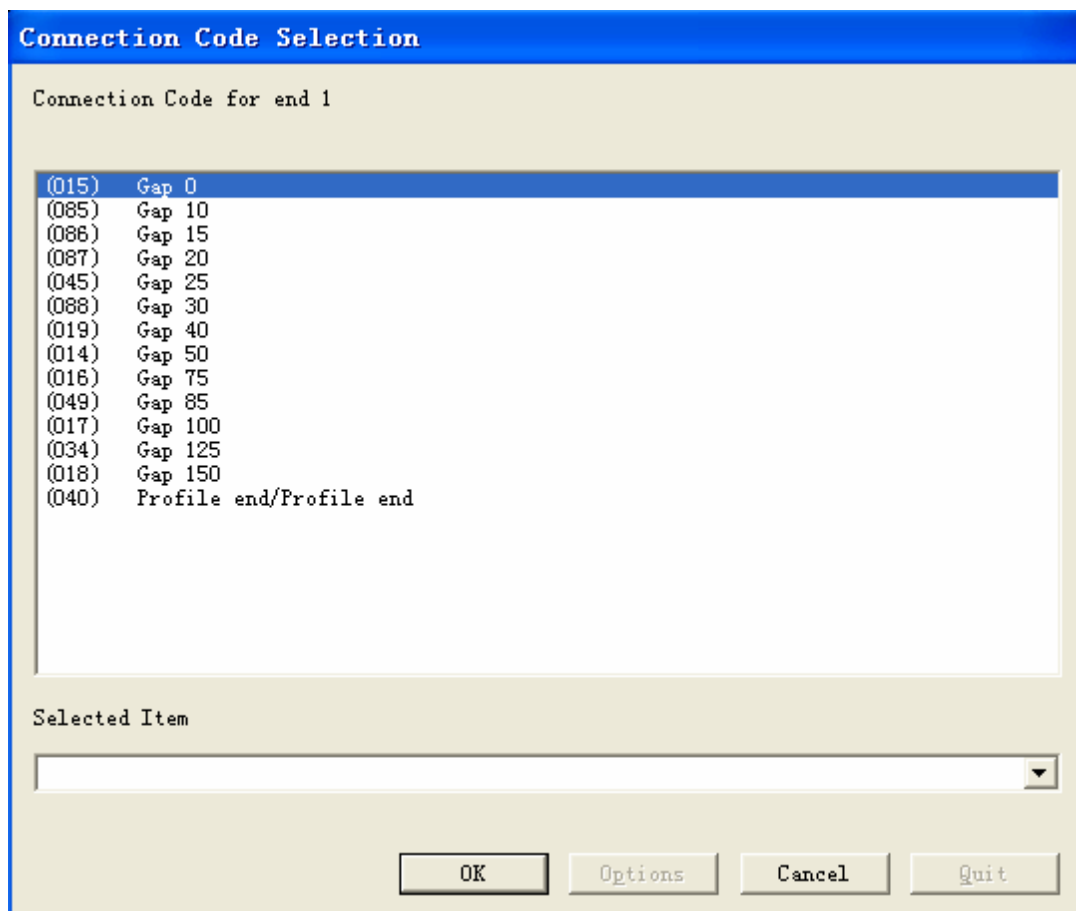 Connection Code Selection
Connection Code for end 1
(015) Gap 0
(085) Gap 10
(086) Gap 15
(087) Gap 20
(045) Gap 25
(088) Gap 30
(019) Gap 40
(014) Gap 50
(016) Gap 75
(049) Gap 85
(017) Gap 100
(034) Gap 125
(018) Gap 150
(040) Profile end/Profile end
Selected Item
OK Options Cancel Quit